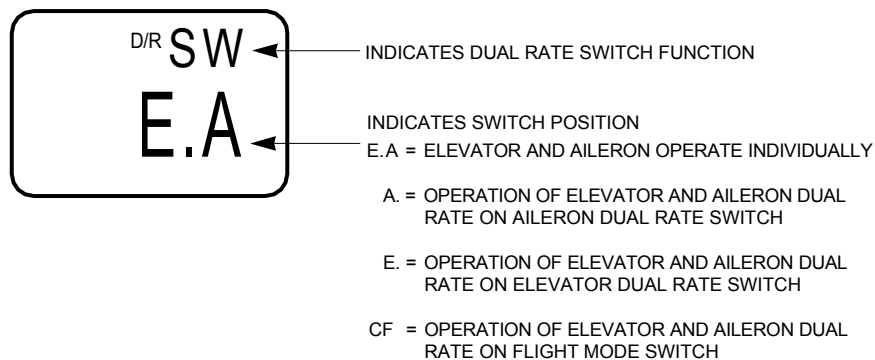 D/R SW
INDICATES DUAL RATE SWITCH FUNCTION
E.A
INDICATES SWITCH POSITION
E.A = ELEVATOR AND AILERON OPERATE INDIVIDUALLY
A. = OPERATION OF ELEVATOR AND AILERON DUAL
RATE ON AILERON DUAL RATE SWITCH
E. = OPERATION OF ELEVATOR AND AILERON DUAL
RATE ON ELEVATOR DUAL RATE SWITCH
CF = OPERATION OF ELEVATOR AND AILERON DUAL
RATE ON FLIGHT MODE SWITCH